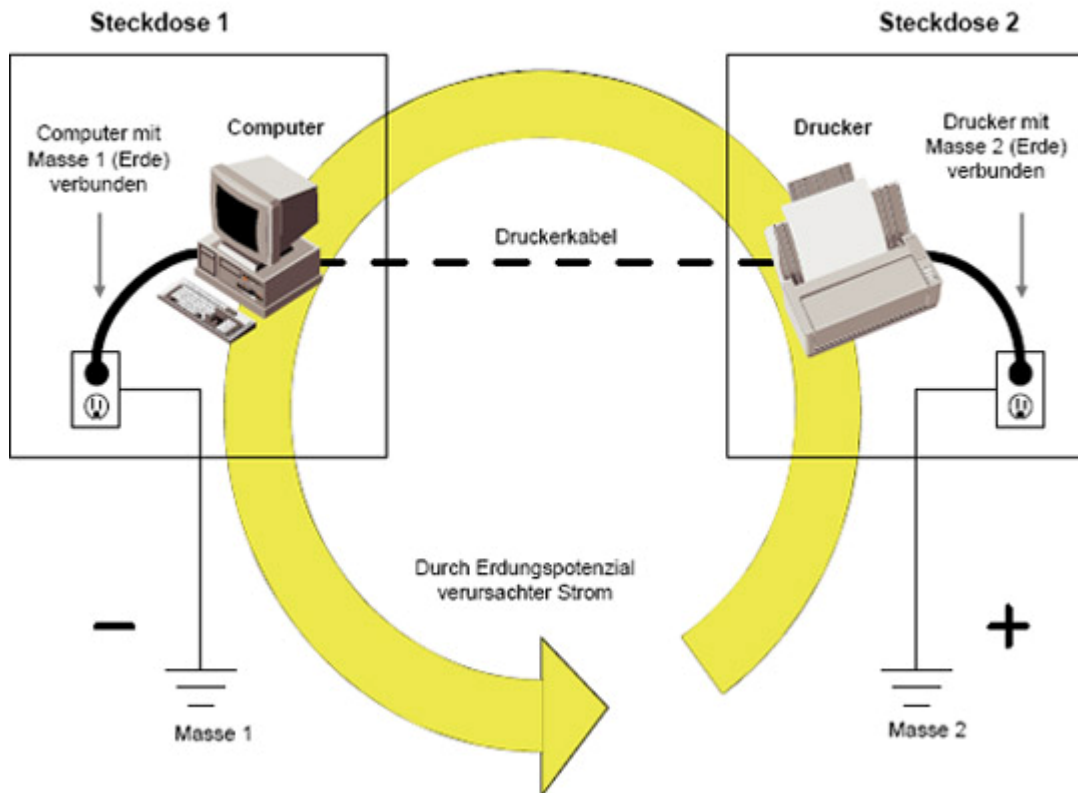 Steckdose 1
Steckdose 2
Computer mit
Masse 1 (Erde)
verbunden
Computer
Drucker
Drucker mit
Masse 2 (Erde)
verbunden
Druckerkabel
Durch Erdungspotenzial
verursachter Strom
−
+
Masse 1
Masse 2